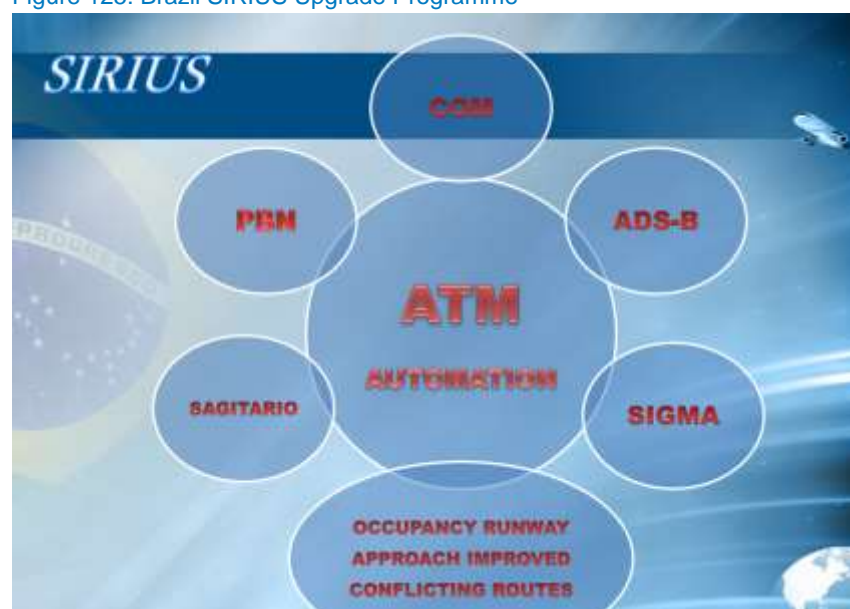 Figure Brazil SIRIUS Upgrade Programme
SIRIUS
COM
PBN
ADS-B
ATM
AUTOMATION
SAGITARIO
SIGMA
OCCUPANCY RUNWAY
APPROACH IMPROVED
CONFLICTING ROUTES